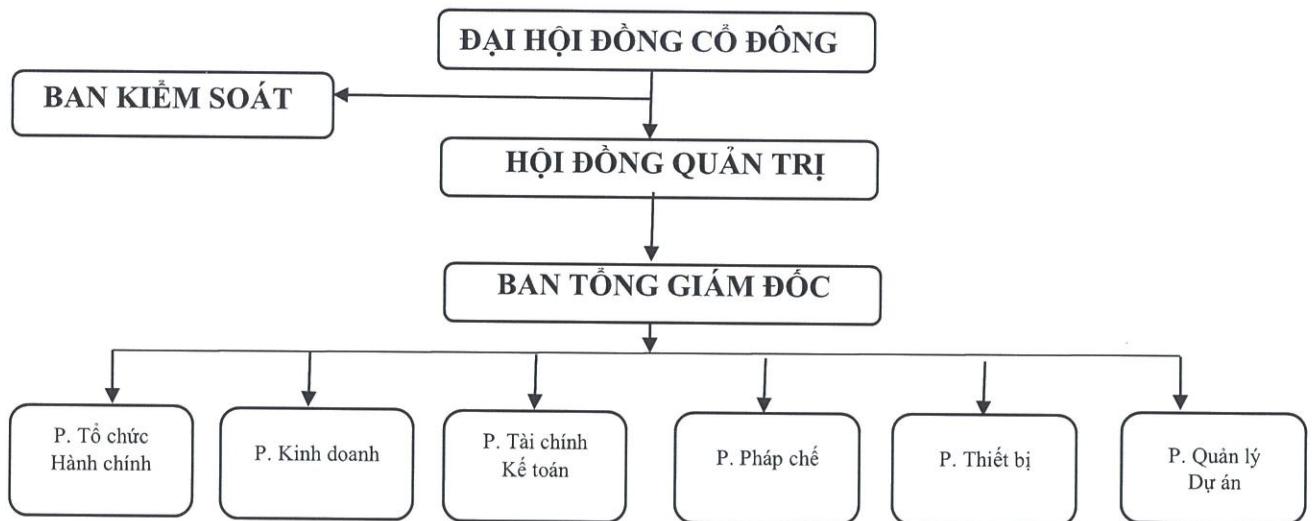 ĐẠI HỘI ĐỒNG CỔ ĐÔNG
BAN KIỂM SOÁT
HỘI ĐỒNG QUẢN TRỊ
BAN TỔNG GIÁM ĐỐC
P. Tổ chức
Hành chính
P. Kinh doanh
P. Tài chính
Kế toán
P. Pháp chế
P. Thiết bị
P. Quản lý
Dự án